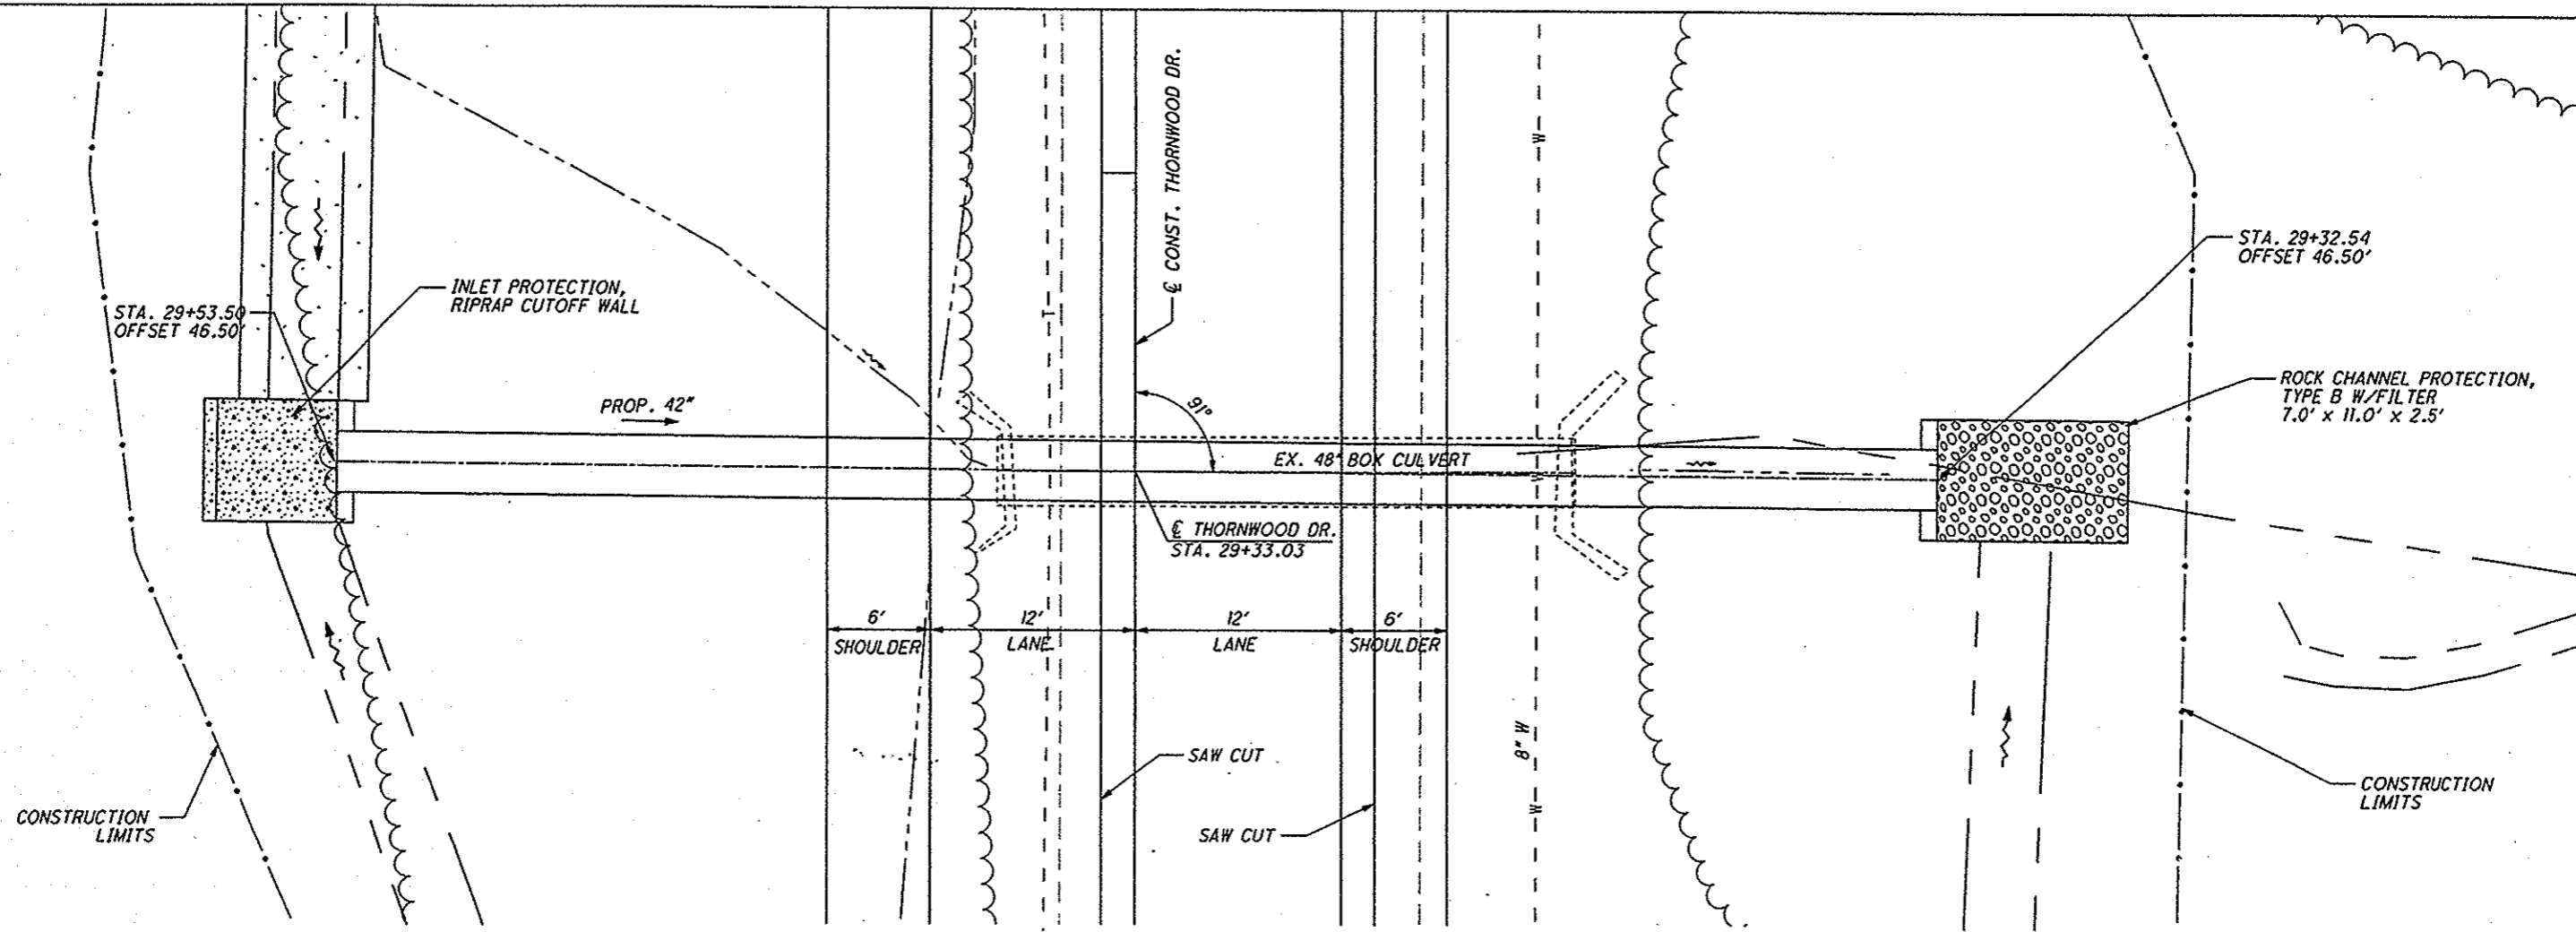 ℄ CONST. THORNWOOD DR.
STA. 29+32.54
OFFSET 46.50'
INLET PROTECTION,
RIPRAP CUTOFF WALL
STA. 29+53.50
OFFSET 46.50'
ROCK CHANNEL PROTECTION,
TYPE B W/FILTER
7.0' x 11.0' x 2.5'
PROP. 42"
91°
EX. 48" BOX CULVERT
℄ THORNWOOD DR.
STA. 29+33.03
6'
SHOULDER
12'
LANE
12'
LANE
6'
SHOULDER
T
W
W
8" W
W
SAW CUT
SAW CUT
CONSTRUCTION
LIMITS
CONSTRUCTION
LIMITS